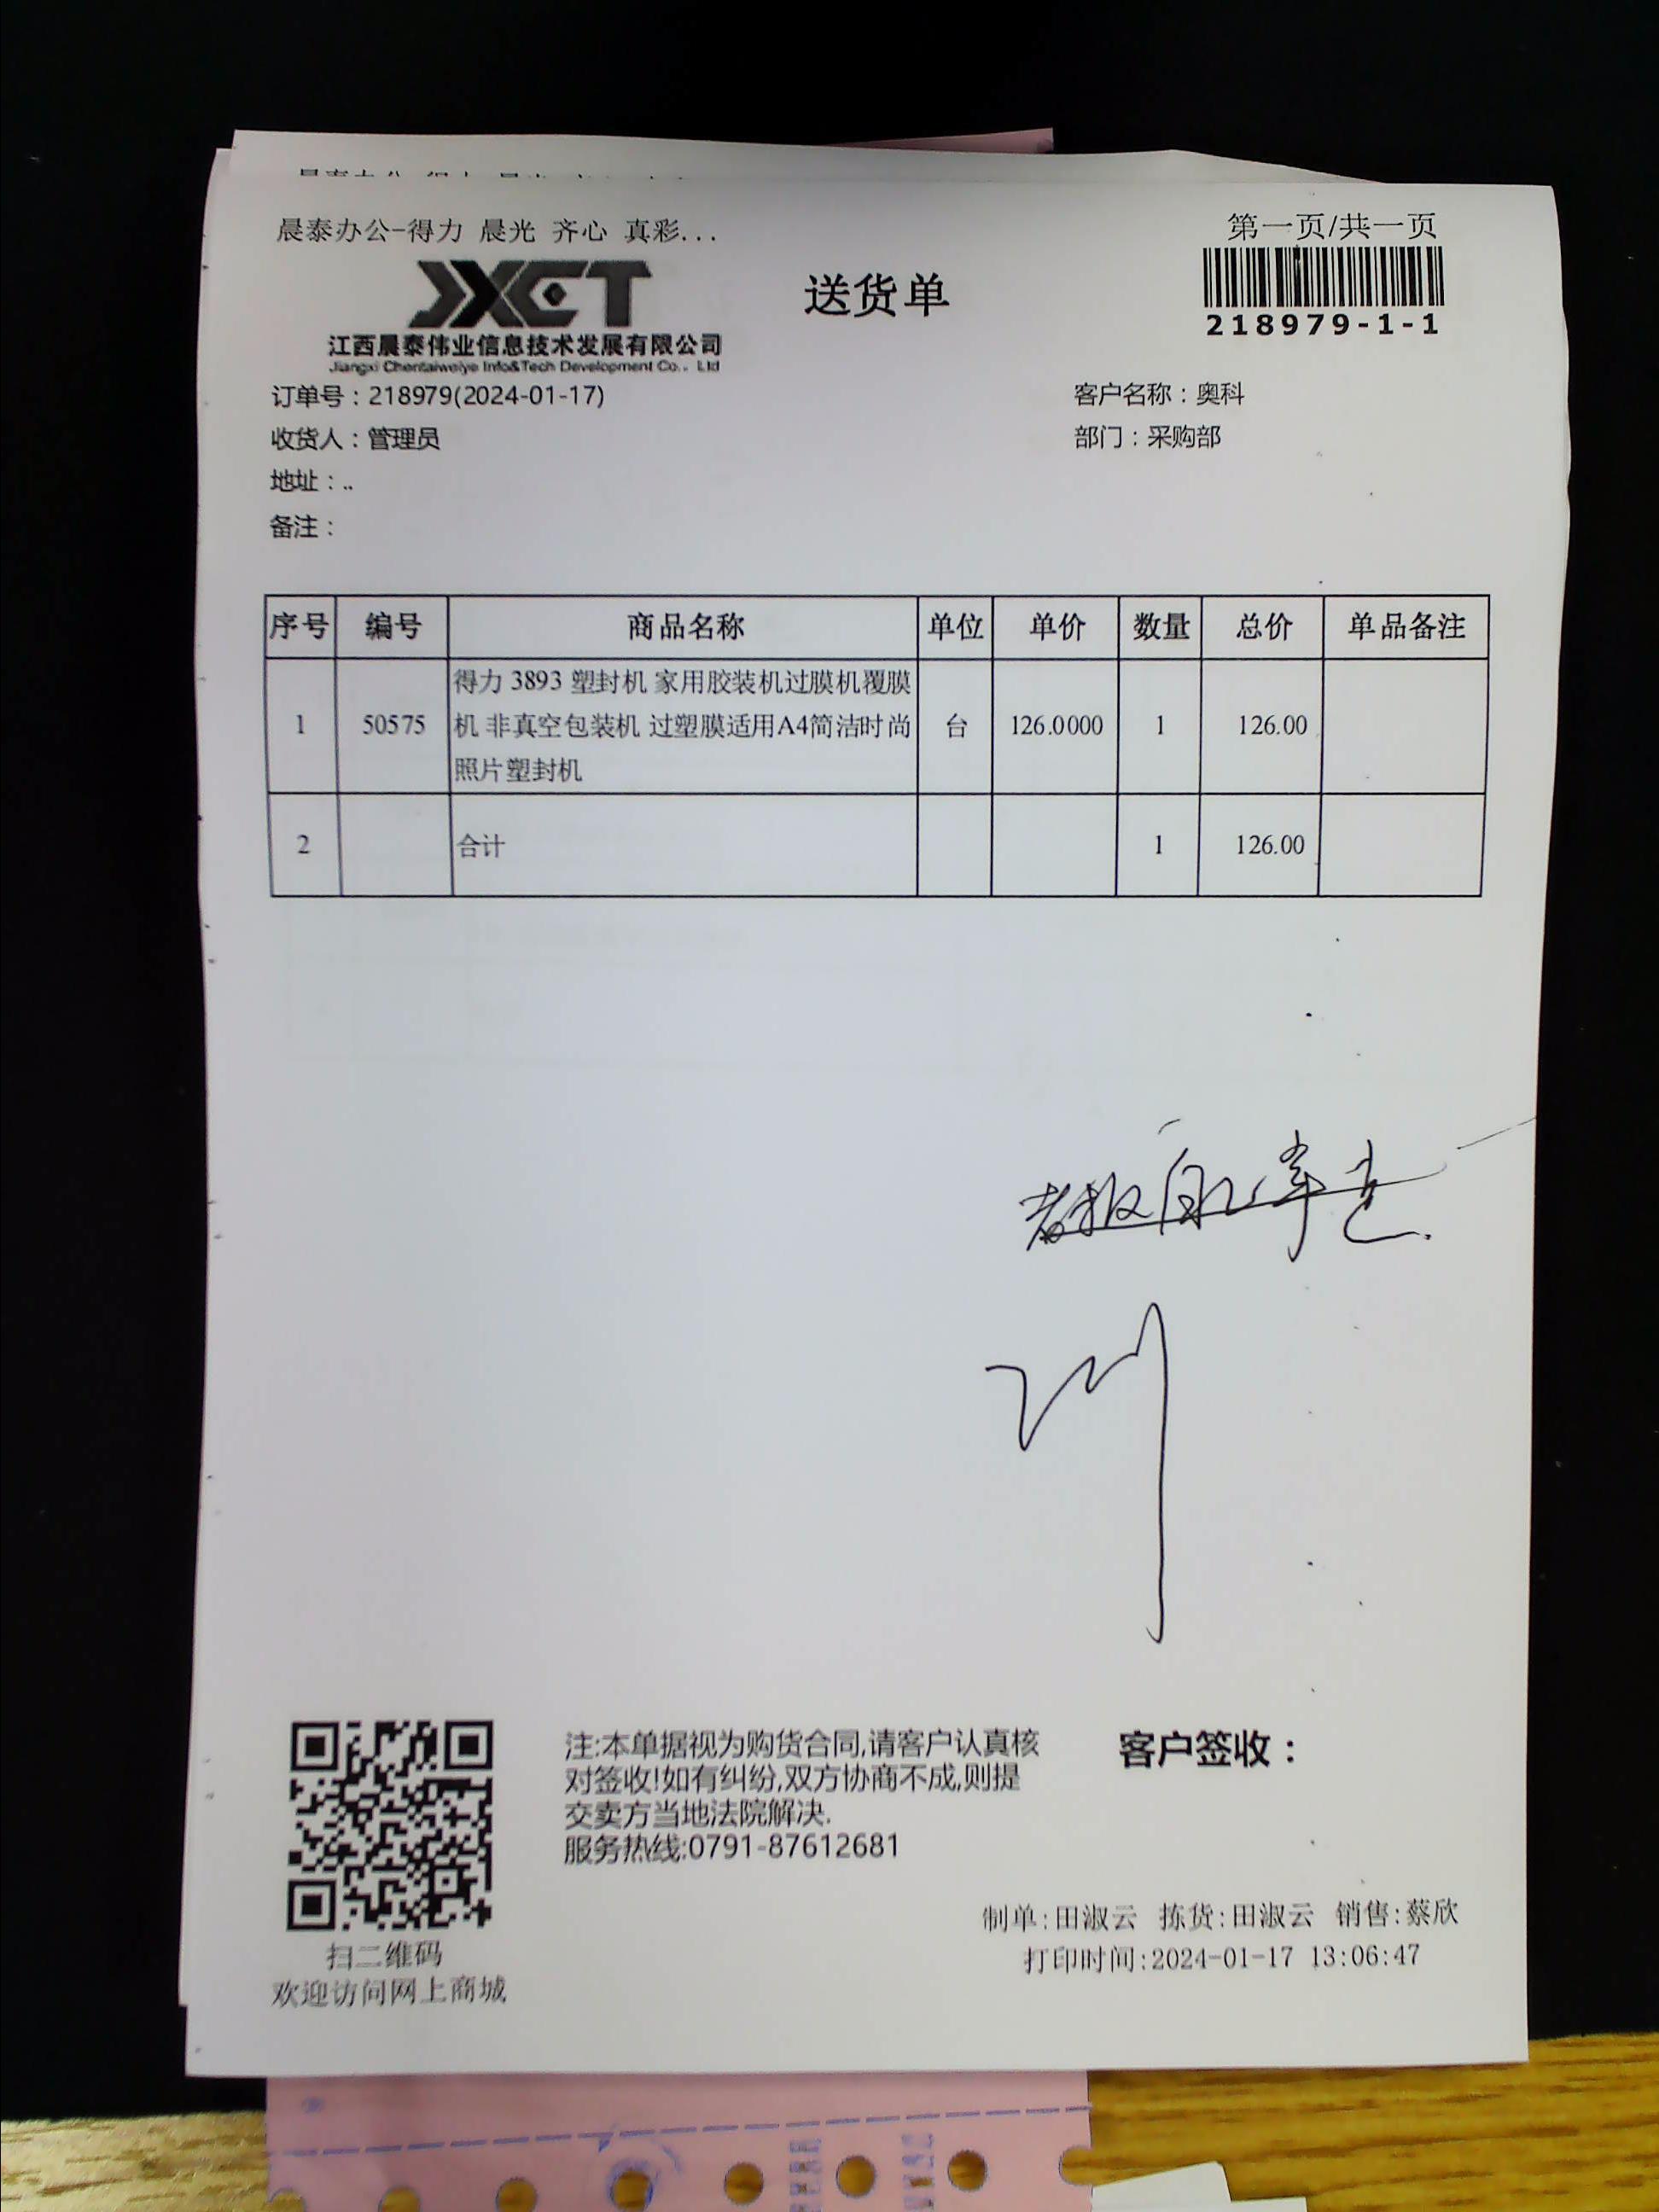 晨泰办公-得力 晨光 齐心 真彩...
第一页/共一页
JXCT
送货单
218979-1-1
江西晨泰伟业信息技术发展有限公司
Jiangxi Chentaiweiye Info&Tech Development Co., Ltd
订单号：218979(2024-01-17)
客户名称：奥科
收货人：管理员
部门：采购部
地址：..
备注：
序号 编号 商品名称 单位 单价 数量 总价 单品备注
得力 3893 塑封机 家用胶装机过膜机覆膜
1 50575 机 非真空包装机 过塑膜适用A4简洁时尚 台 126.0000 1 126.00
照片塑封机
2 合计 1 126.00
注:本单据视为购货合同,请客户认真核
对签收!如有纠纷,双方协商不成,则提
交卖方当地法院解决.
服务热线:0791-87612681
客户签收：
制单:田淑云 拣货:田淑云 销售:蔡欣
打印时间:2024-01-17 13:06:47
扫二维码
欢迎访问网上商城